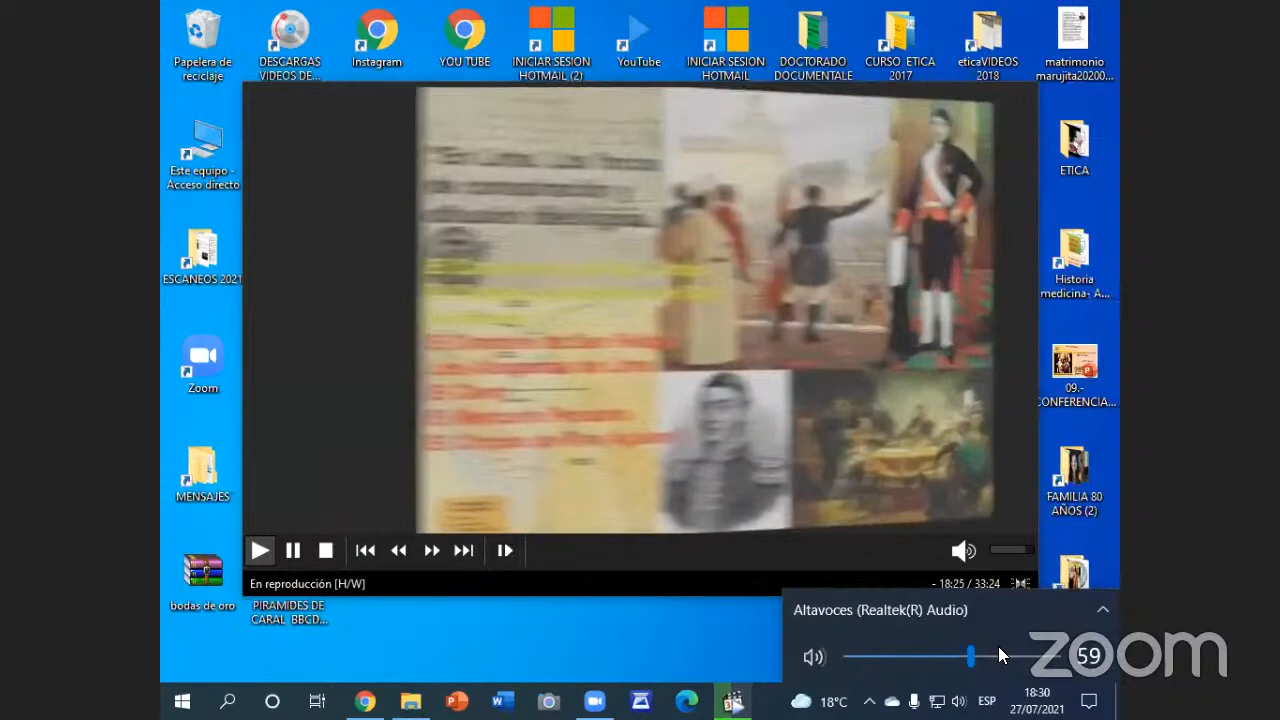 Papelera de
reciclaje
DESCARGAS
VIDEOS DE...
Instagram
YOU TUBE
INICIAR SESION
HOTMAIL (2)
YouTube
INICIAR SESION
HOTMAIL
DOCTORADO
DOCUMENTALE
CURSO ETICA
2017
eticaVIDEOS
2018
matrimonio
marujita20200...
Este equipo -
Acceso directo
ETICA
ESCANEOS 2021
Historia
medicina- A...
Zoom
09.-
CONFERENCIA...
MENSAJES
FAMILIA 80
AÑOS (2)
En reproducción [H/W]
- 18:25 / 33:24
bodas de oro
PIRAMIDES DE
CARAL BBCD...
Altavoces (Realtek(R) Audio)
59
zoom
18°C
ESP
18:30
27/07/2021